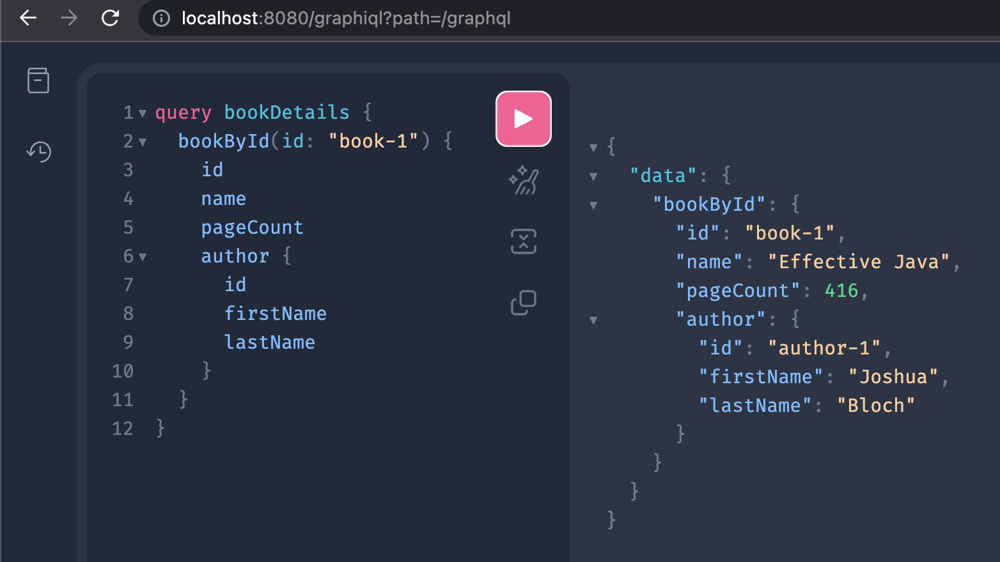 localhost:8080/graphiql?path=/graphql
1 query bookDetails {
2 bookById(id: "book-1") {
3 id
4 name
5 pageCount
6 author {
7 id
8 firstName
9 lastName
10 }
11 }
12 }
{
"data": {
"bookById": {
"id": "book-1",
"name": "Effective Java",
"pageCount": 416,
"author": {
"id": "author-1",
"firstName": "Joshua",
"lastName": "Bloch"
}
}
}
}